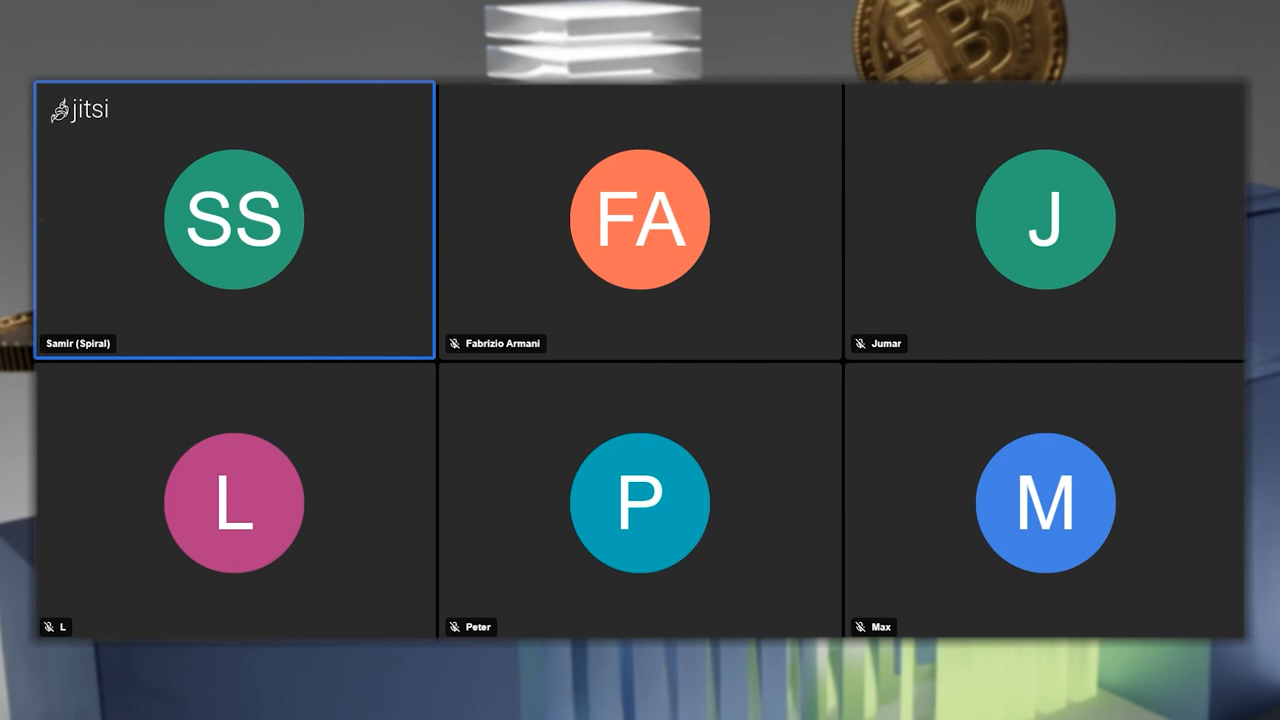 jitsi
SS
Samir (Spiral)
FA
Fabrizio Armani
J
Jumar
L
L
P
Peter
M
Max